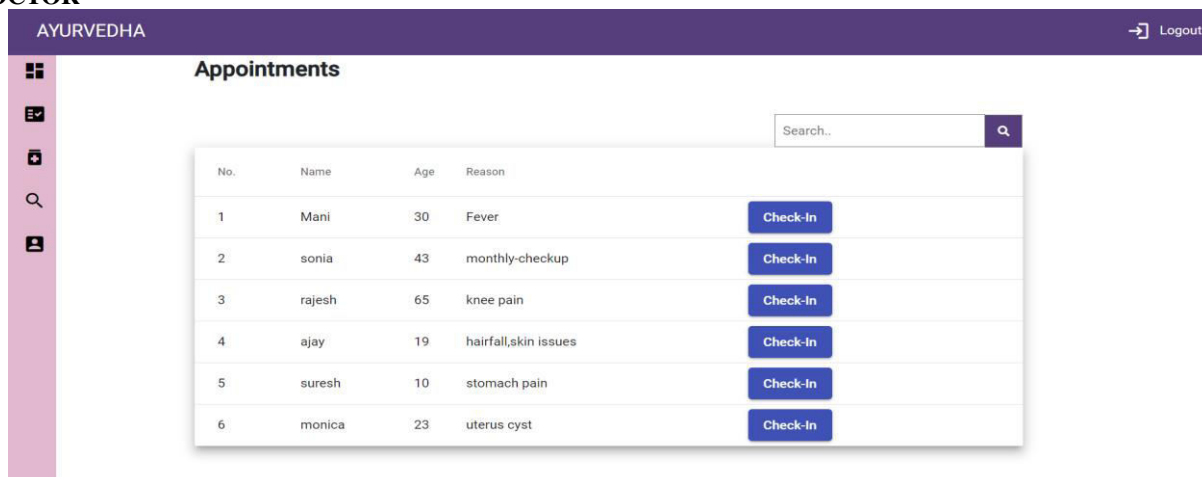 AYURVEDHA Logout
Appointments
Search..
No. Name Age Reason
1 Mani 30 Fever Check-In
2 sonia 43 monthly-checkup Check-In
3 rajesh 65 knee pain Check-In
4 ajay 19 hairfall,skin issues Check-In
5 suresh 10 stomach pain Check-In
6 monica 23 uterus cyst Check-In